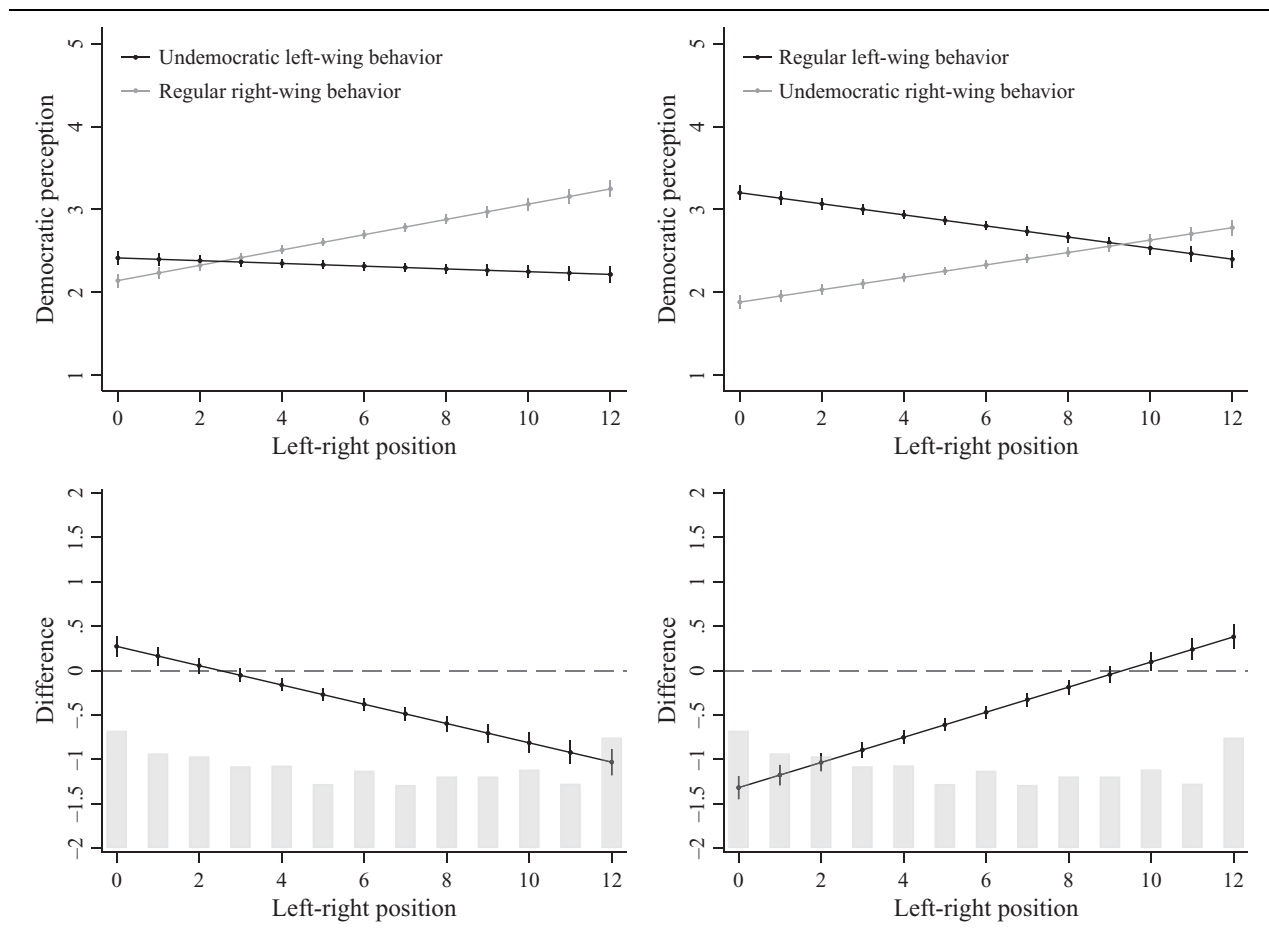 Undemocratic left-wing behavior
Regular right-wing behavior
Democratic perception
5
4
3
2
1
0 2 4 6 8 10 12
Left-right position
Regular left-wing behavior
Undemocratic right-wing behavior
Democratic perception
5
4
3
2
1
0 2 4 6 8 10 12
Left-right position
Difference
2
1.5
1
.5
0
−.5
−1
−1.5
−2
0 2 4 6 8 10 12
Left-right position
Difference
2
1.5
1
.5
0
−.5
−1
−1.5
−2
0 2 4 6 8 10 12
Left-right position